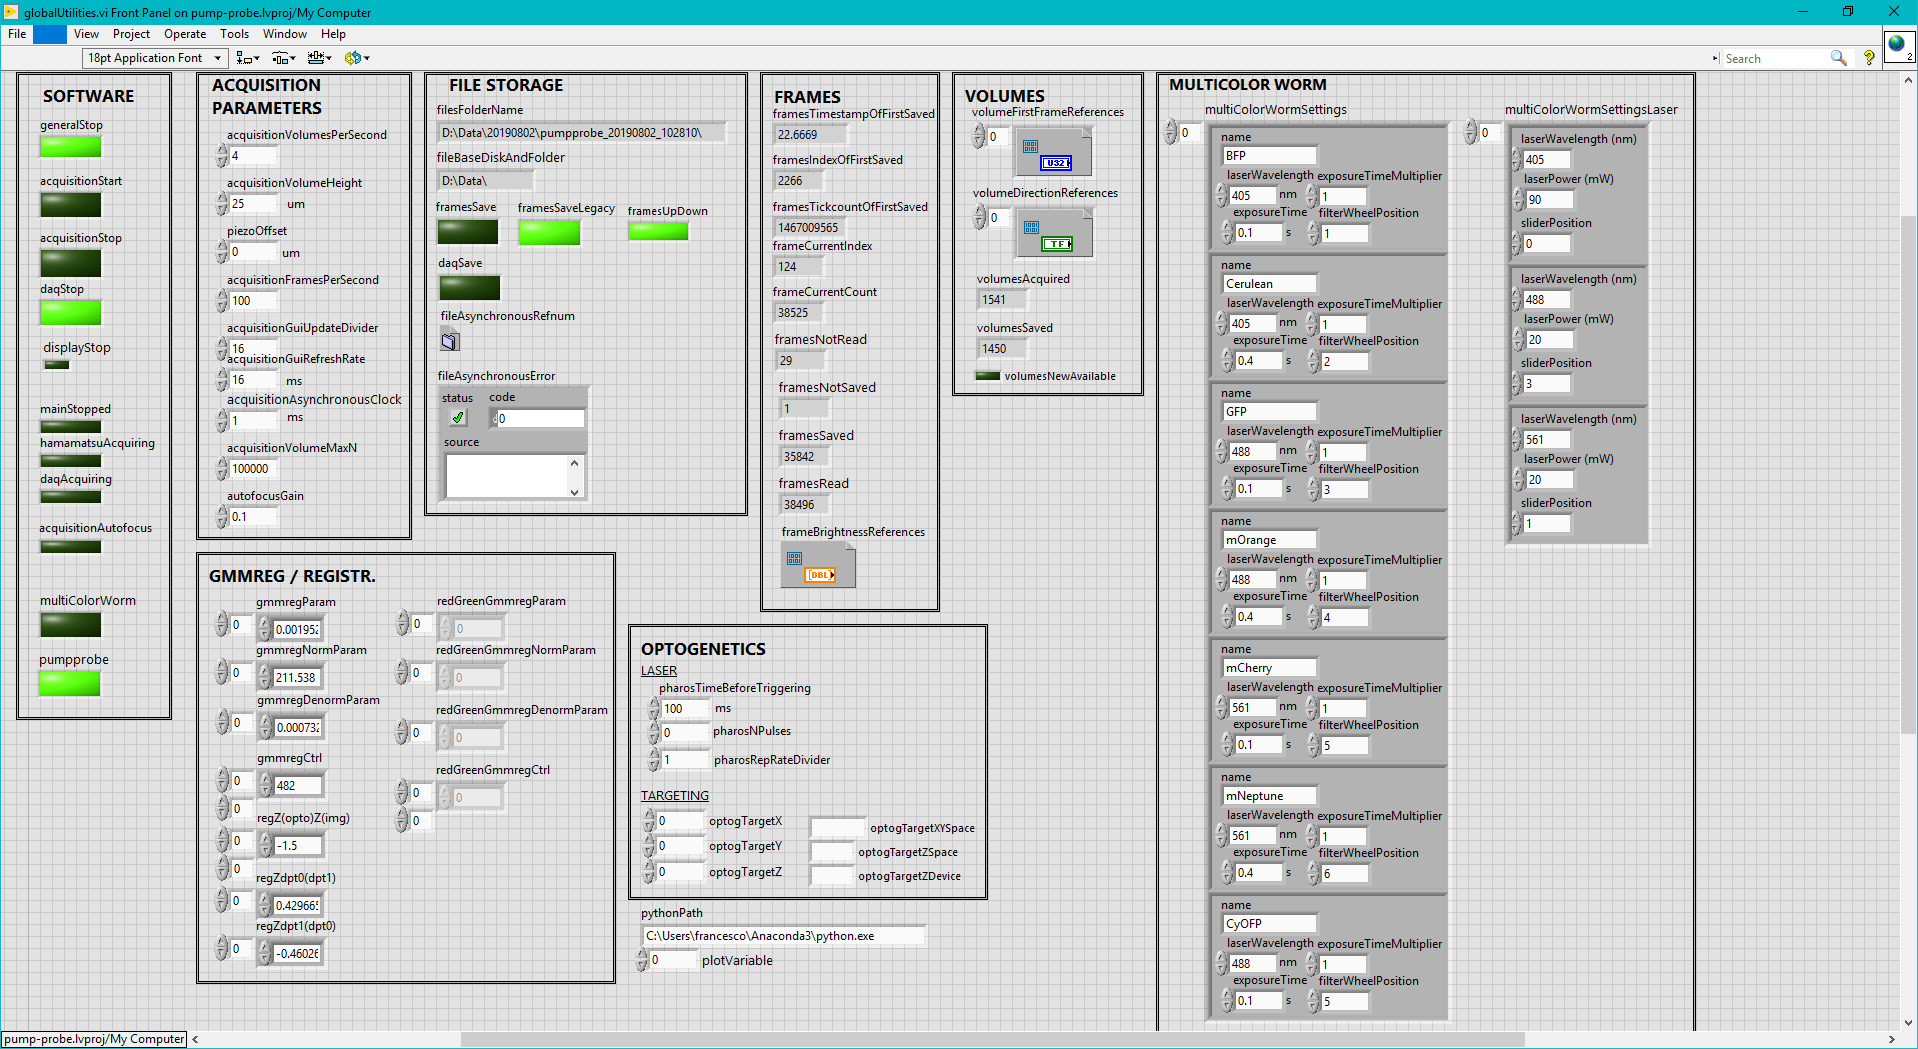 globalUtilities.vi Front Panel on pump-probe.lvproj/My Computer
File View Project Operate Tools Window Help
18pt Application Font
Search
2
SOFTWARE
generalStop
acquisitionStart
acquisitionStop
daqStop
displayStop
mainStopped
hamamatsuAcquiring
daqAcquiring
acquisitionAutofocus
multiColorWorm
pumpprobe
ACQUISITION
PARAMETERS
acquisitionVolumesPerSecond
4
acquisitionVolumeHeight
25 um
piezoOffset
0 um
acquisitionFramesPerSecond
100
acquisitionGuiUpdateDivider
16
acquisitionGuiRefreshRate
16 ms
acquisitionAsynchronousClock
1 ms
acquisitionVolumeMaxN
100000
autofocusGain
0.1
FILE STORAGE
filesFolderName
D:\Data\20190802\pumpprobe_20190802_102810\
fileBaseDiskAndFolder
D:\Data\
framesSave framesSaveLegacy framesUpDown
daqSave
fileAsynchronousRefnum
fileAsynchronousError
status code
0
source
FRAMES
framesTimestampOfFirstSaved
22.6669
framesIndexOfFirstSaved
2266
framesTickcountOfFirstSaved
1467009565
frameCurrentIndex
124
frameCurrentCount
38525
framesNotRead
29
framesNotSaved
1
framesSaved
35842
framesRead
38496
frameBrightnessReferences
[DBL]
VOLUMES
volumeFirstFrameReferences
0
U32
volumeDirectionReferences
0
TF
volumesAcquired
1541
volumesSaved
1450
volumesNewAvailable
MULTICOLOR WORM
multiColorWormSettings
0
name
BFP
laserWavelength exposureTimeMultiplier
405 nm 1
exposureTime filterWheelPosition
0.1 s 1
name
Cerulean
laserWavelength exposureTimeMultiplier
405 nm 1
exposureTime filterWheelPosition
0.4 s 2
name
GFP
laserWavelength exposureTimeMultiplier
488 nm 1
exposureTime filterWheelPosition
0.1 s 3
name
mOrange
laserWavelength exposureTimeMultiplier
488 nm 1
exposureTime filterWheelPosition
0.4 s 4
name
mCherry
laserWavelength exposureTimeMultiplier
561 nm 1
exposureTime filterWheelPosition
0.1 s 5
name
mNeptune
laserWavelength exposureTimeMultiplier
561 nm 1
exposureTime filterWheelPosition
0.4 s 6
name
CyOFP
laserWavelength exposureTimeMultiplier
488 nm 1
exposureTime filterWheelPosition
0.1 s 5
multiColorWormSettingsLaser
0
laserWavelength (nm)
405
laserPower (mW)
90
sliderPosition
0
laserWavelength (nm)
488
laserPower (mW)
20
sliderPosition
3
laserWavelength (nm)
561
laserPower (mW)
20
sliderPosition
1
GMMREG / REGISTR.
gmmregParam
0 0.00195
gmmregNormParam
0 211.538
gmmregDenormParam
0 0.00073
gmmregCtrl
0 482
0
regZ(opto)Z(img)
0 -1.5
0
regZdpt0(dpt1)
0 0.42966
regZdpt1(dpt0)
0 -0.46026
redGreenGmmregParam
0 0
redGreenGmmregNormParam
0 0
redGreenGmmregDenormParam
0 0
redGreenGmmregCtrl
0 0
0
OPTOGENETICS
LASER
pharosTimeBeforeTriggering
100 ms
0 pharosNPulses
1 pharosRepRateDivider
TARGETING
0 optogTargetX optogTargetXYSpace
0 optogTargetY optogTargetZSpace
0 optogTargetZ optogTargetZDevice
pythonPath
C:\Users\francesco\Anaconda3\python.exe
0 plotVariable
pump-probe.lvproj/My Computer